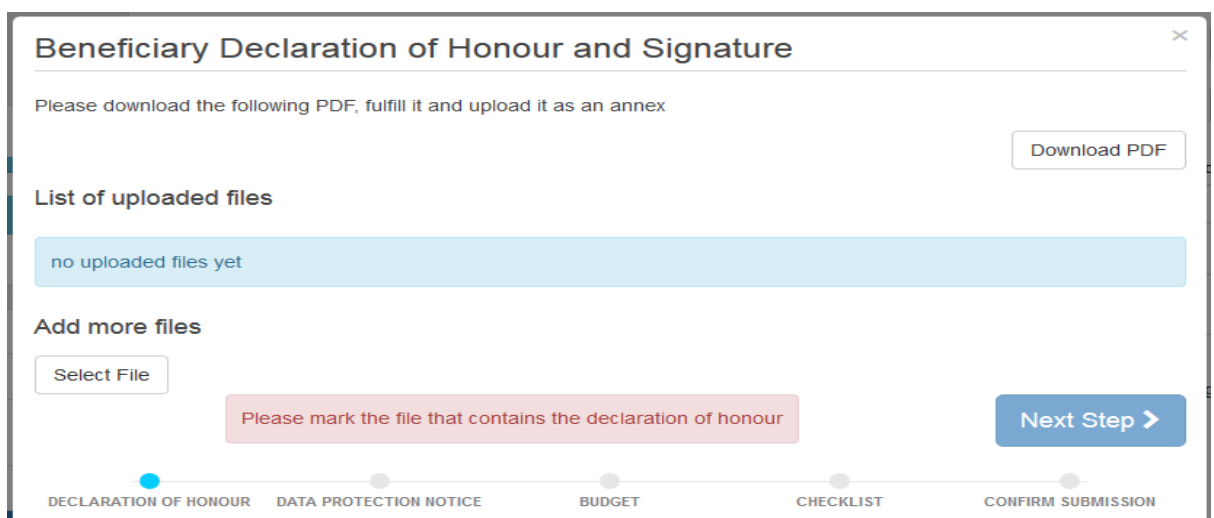 Beneficiary Declaration of Honour and Signature
×
Please download the following PDF, fulfill it and upload it as an annex
Download PDF
List of uploaded files
no uploaded files yet
Add more files
Select File
Please mark the file that contains the declaration of honour
Next Step
DECLARATION OF HONOUR DATA PROTECTION NOTICE BUDGET CHECKLIST CONFIRM SUBMISSION